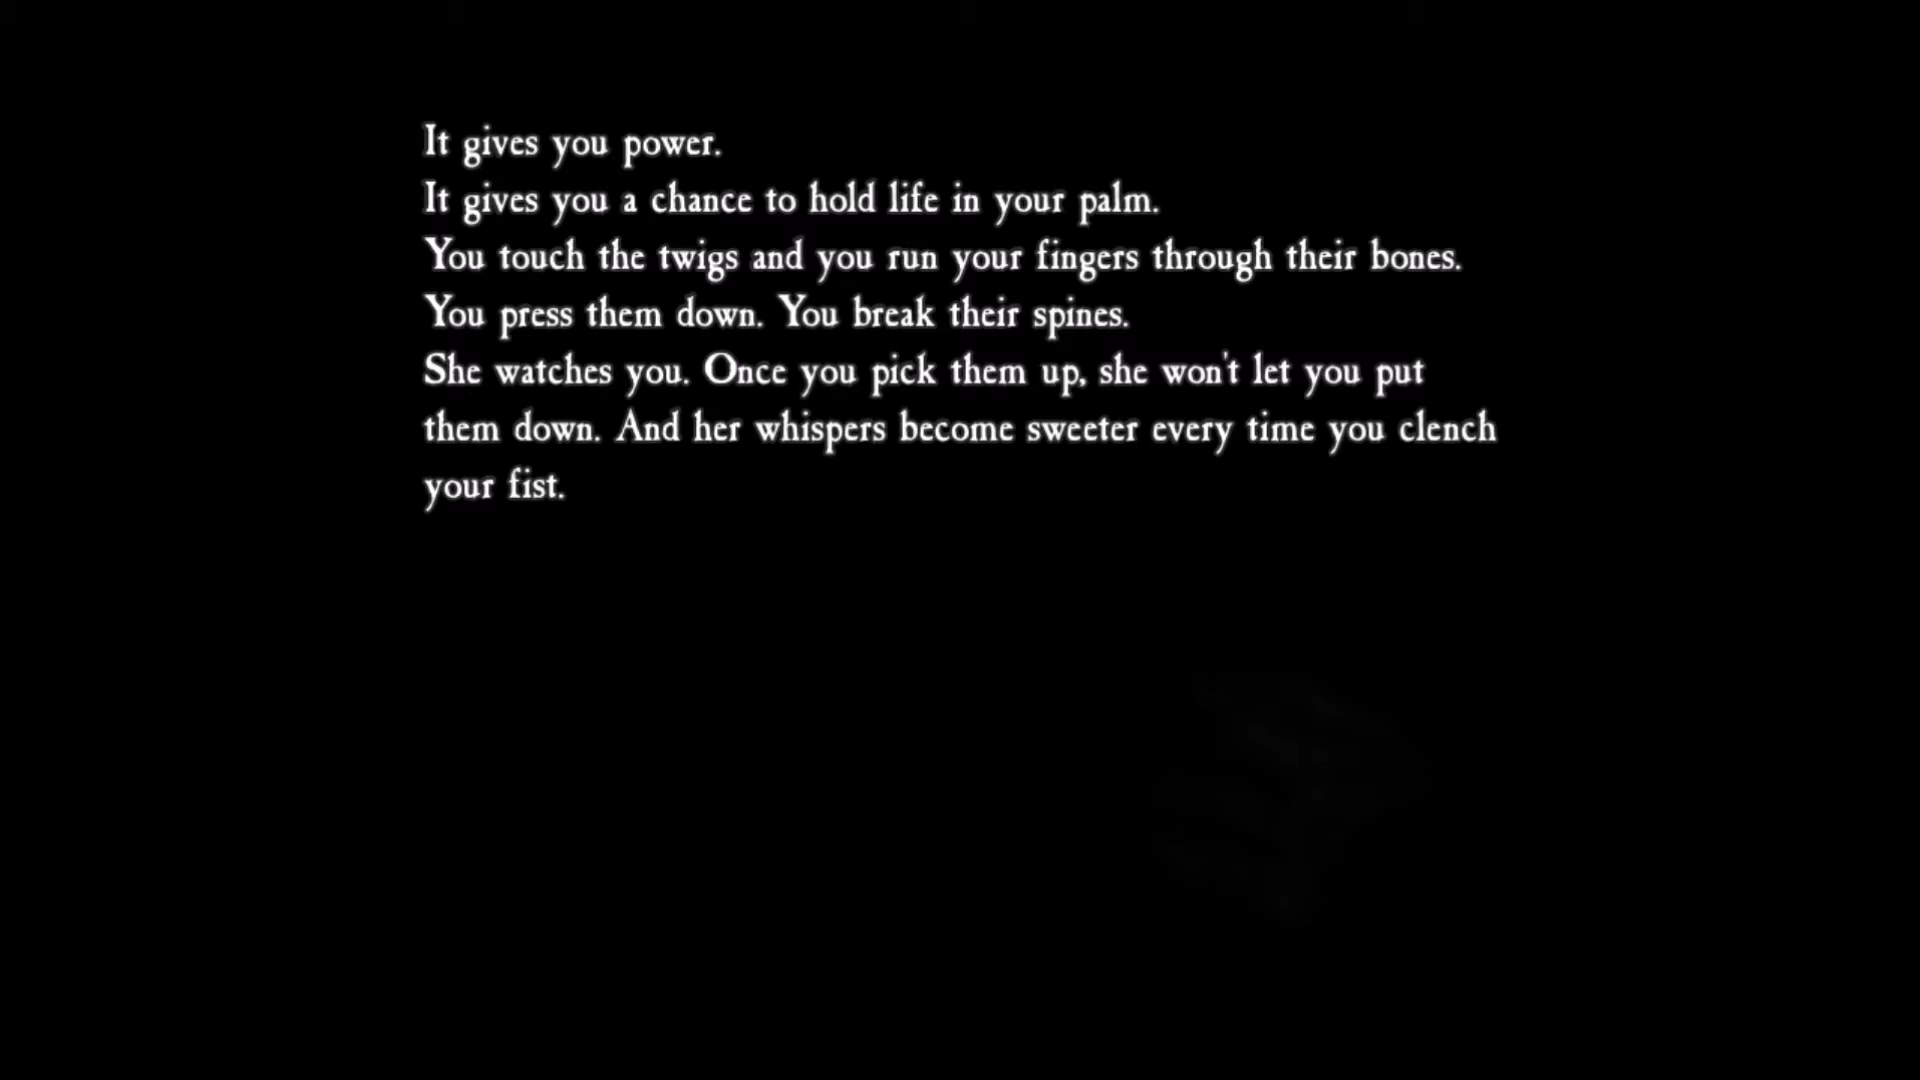 It gives you power.
It gives you a chance to hold life in your palm.
You touch the twigs and you run your fingers through their bones.
You press them down. You break their spines.
She watches you. Once you pick them up, she won't let you put
them down. And her whispers become sweeter every time you clench
your fist.